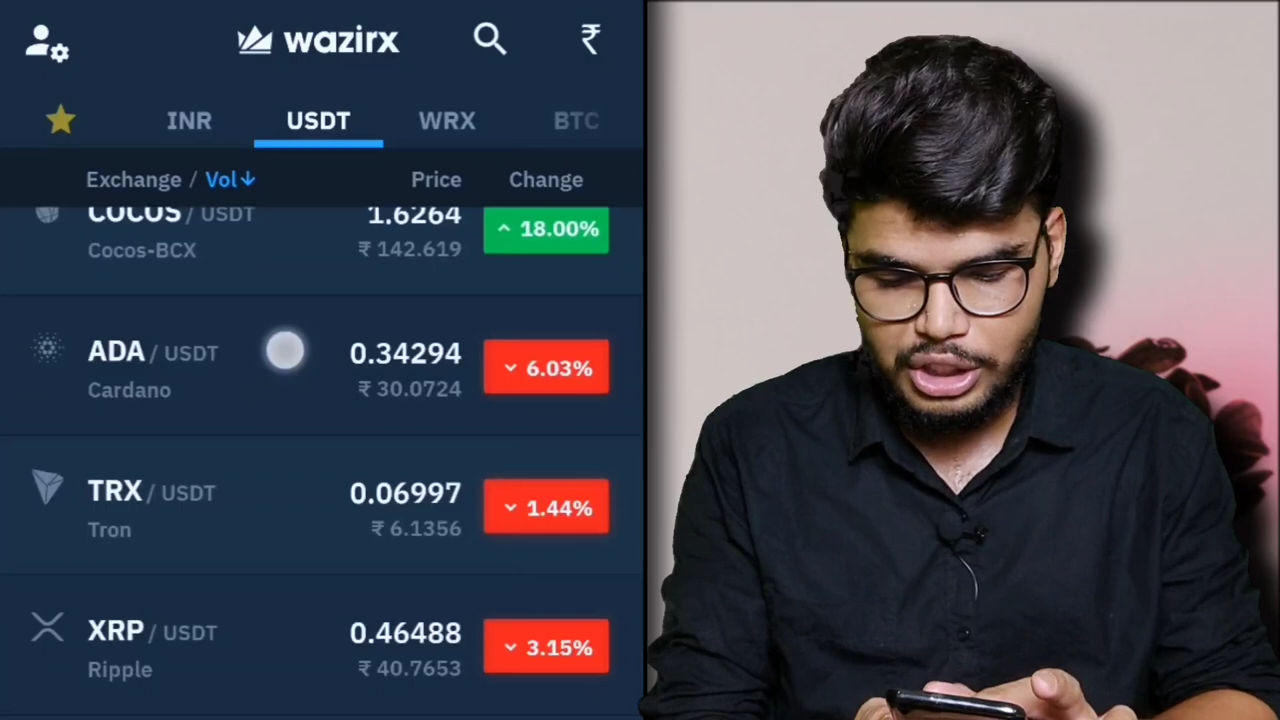 wazirx ₹
INR USDT WRX BTC
Exchange / Vol↓ Price Change
COCOS / USDT 1.6264 18.00%
Cocos-BCX ₹ 142.619
ADA / USDT 0.34294 6.03%
Cardano ₹ 30.0724
TRX / USDT 0.06997 1.44%
Tron ₹ 6.1356
XRP / USDT 0.46488 3.15%
Ripple ₹ 40.7653